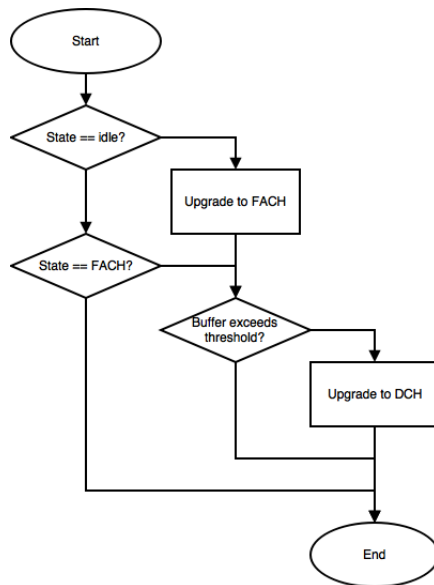 Start
State == idle?
Upgrade to FACH
State == FACH?
Buffer exceeds
threshold?
Upgrade to DCH
End